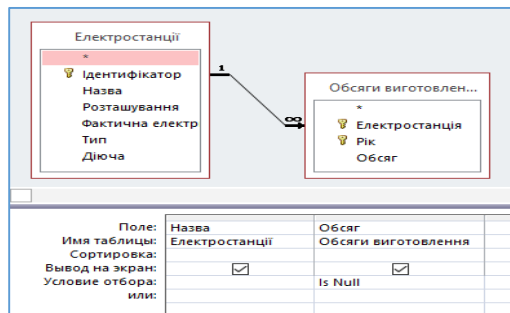 Електростанції
*
Ідентифікатор
Назва
Розташування
Фактична електр
Тип
Діюча
1
∞
Обсяги виготовлен...
*
Електростанція
Рік
Обсяг
Поле: Назва Обсяг
Имя таблицы: Електростанції Обсяги виготовлення
Сортировка:
Вывод на экран:
Условие отбора: Is Null
или: